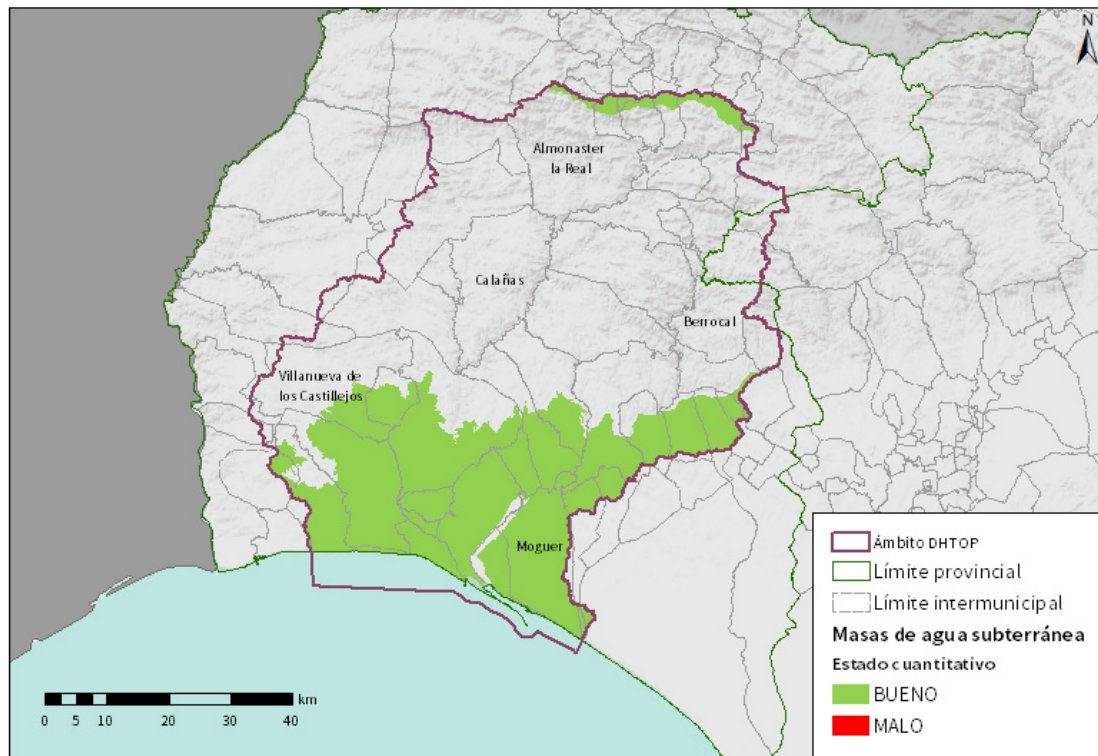 N
Almonaster
la Real
Calañas
Berrocal
Villanueva de
los Castillejos
Moguer
km
0 5 10 20 30 40
Ámbito DHTOP
Límite provincial
Límite intermunicipal
Masas de agua subterránea
Estado cuantitativo
BUENO
MALO